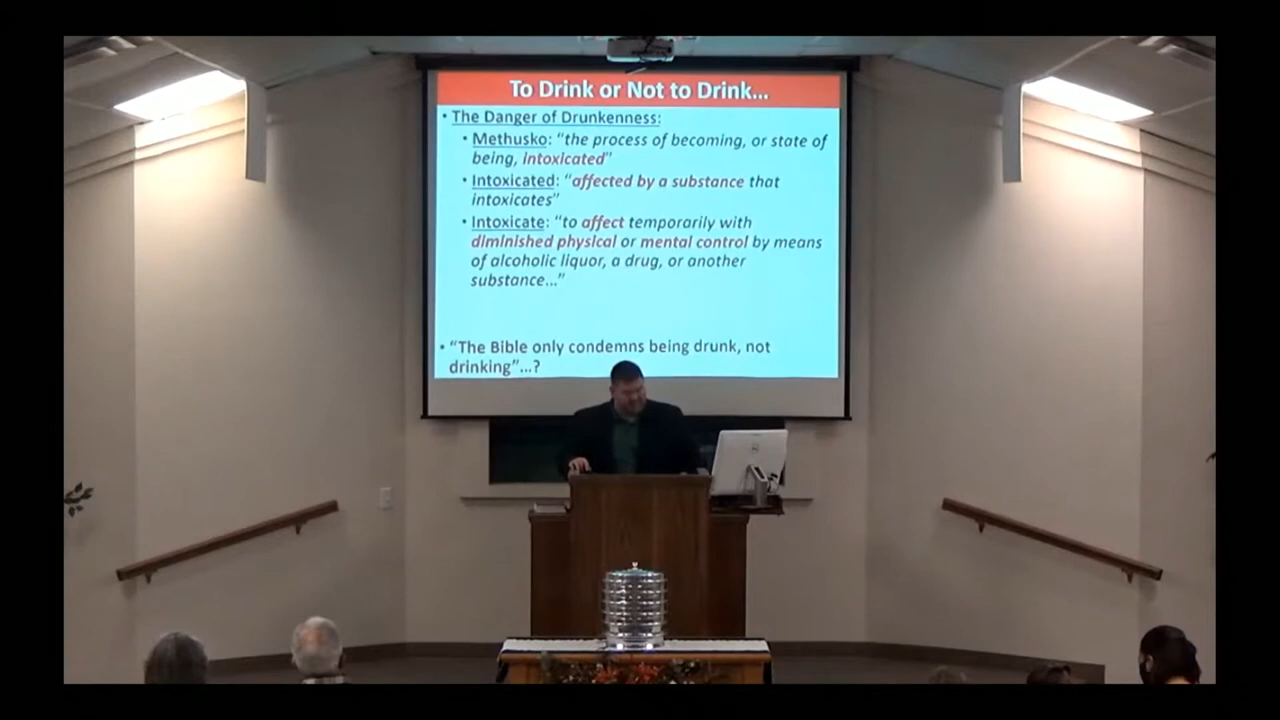 To Drink or Not to Drink...
• The Danger of Drunkenness:
• Methusko: “the process of becoming, or state of
being, intoxicated”
• Intoxicated: “affected by a substance that
intoxicates”
• Intoxicate: “to affect temporarily with
diminished physical or mental control by means
of alcoholic liquor, a drug, or another
substance...”
• “The Bible only condemns being drunk, not
drinking”...?